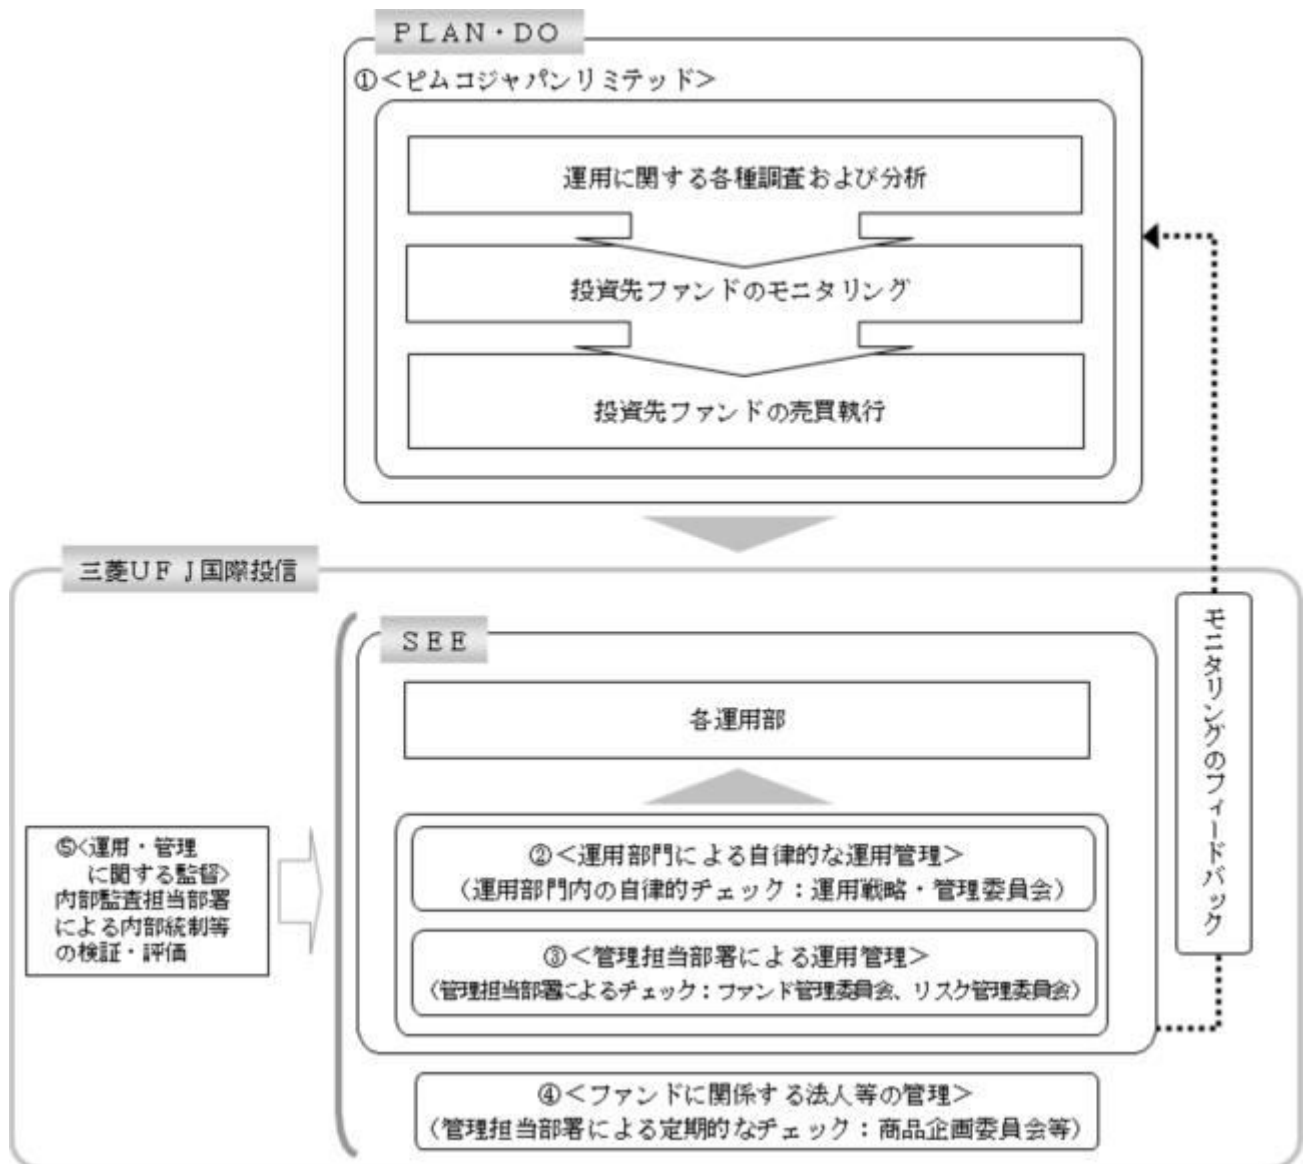 ＰＬＡＮ・ＤＯ
①＜ピムコジャパンリミテッド＞
運用に関する各種調査および分析
投資先ファンドのモニタリング
投資先ファンドの売買執行
三菱ＵＦＪ国際投信
ＳＥＥ
各運用部
モニタリングのフィードバック
⑤<運用・管理
に関する監督>
内部監査担当部署
による内部統制等
の検証・評価
②＜運用部門による自律的な運用管理＞
（運用部門内の自律的チェック：運用戦略・管理委員会）
③＜管理担当部署による運用管理＞
（管理担当部署によるチェック：ファンド管理委員会、リスク管理委員会）
④＜ファンドに関係する法人等の管理＞
（管理担当部署による定期的なチェック：商品企画委員会等）